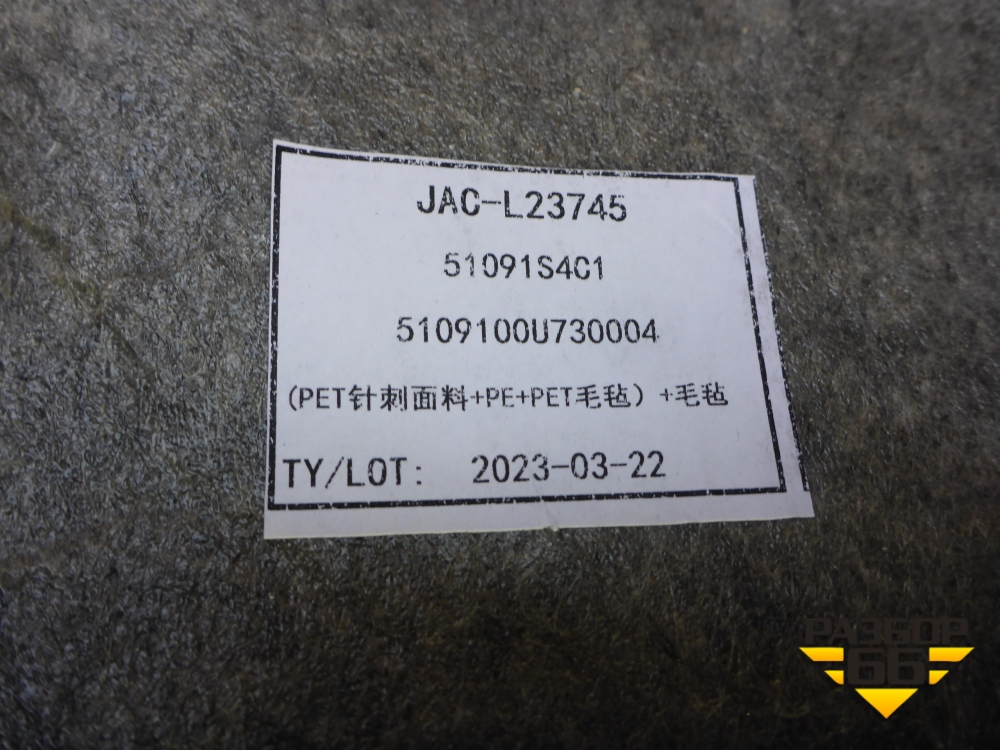 JAC-L23745
51091S4C1
5109100U730004
(PET针刺面料+PE+PET毛毡) +毛毡
TY/LOT: 2023-03-22
РАЗБОР
66